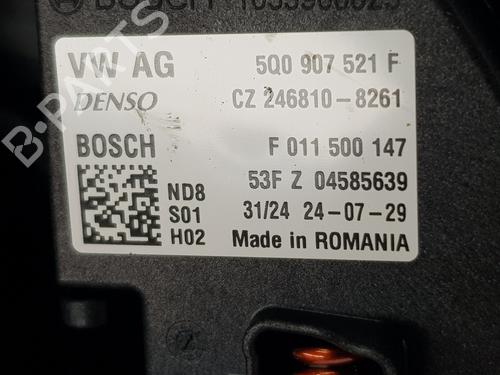 BOSCH
VW AG 5Q0 907 521 F
DENSO CZ 246810-8261
BOSCH F 011 500 147
53F Z 04585639
ND8
S01 31/24 24-07-29
H02 Made in ROMANIA
B-PARTS